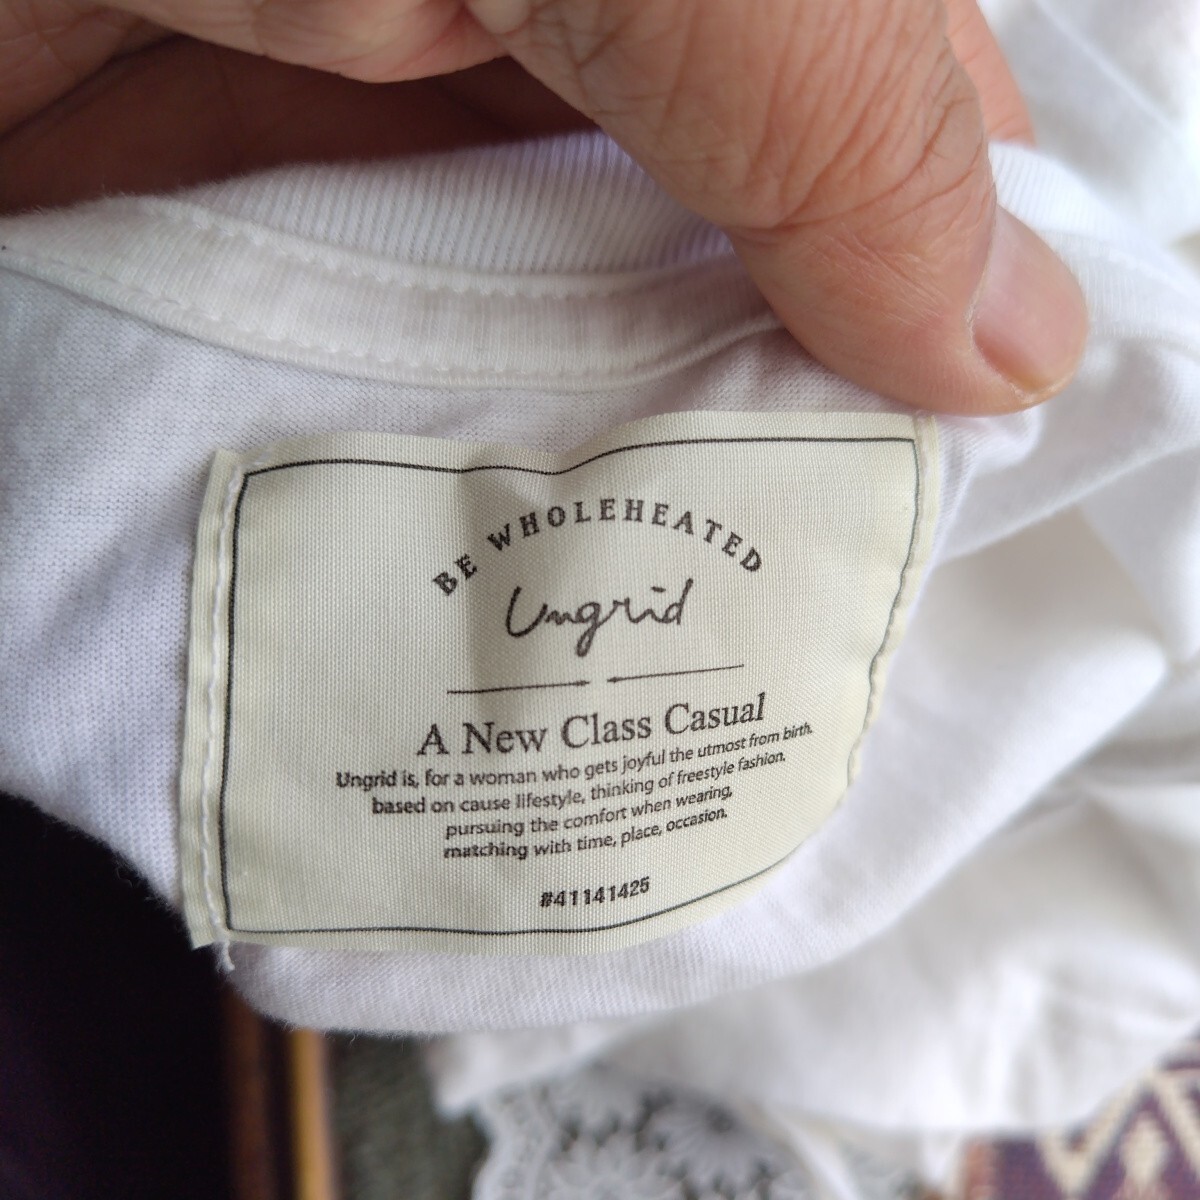 BE WHOLEHEATED
Ungrid
A New Class Casual
Ungrid is, for a woman who gets joyful the utmost from birth.
based on cause lifestyle, thinking of freestyle fashion.
pursuing the comfort when wearing,
matching with time, place, occasion.
#41141425